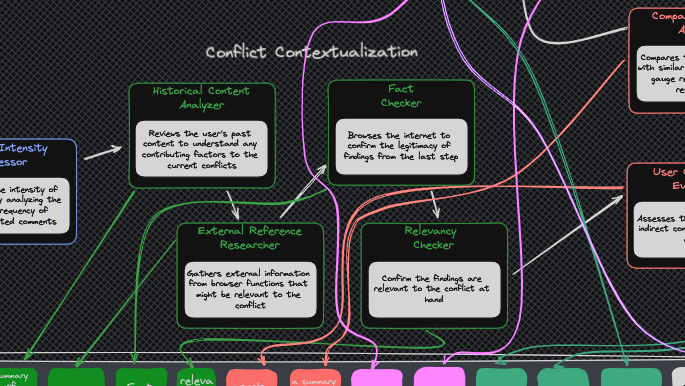 Conflict Contextualization
Historical Content
Analyzer
Reviews the user's past
content to understand any
contributing factors to the
current conflicts
Fact
Checker
Browses the internet to
confirm the legitimacy of
findings from the last step
External Reference
Researcher
Gathers external information
from browser functions that
might be relevant to the
conflict
Relevancy
Checker
Confirm the findings are
relevant to the conflict at
hand
Intensity
essor
e intensity of
y analyzing the
requency of
ted comments
Compa
A
Compares t
with similar
gauge re
re
User
Ev
Assesses th
indirect con
ummary
of
releva
a summary